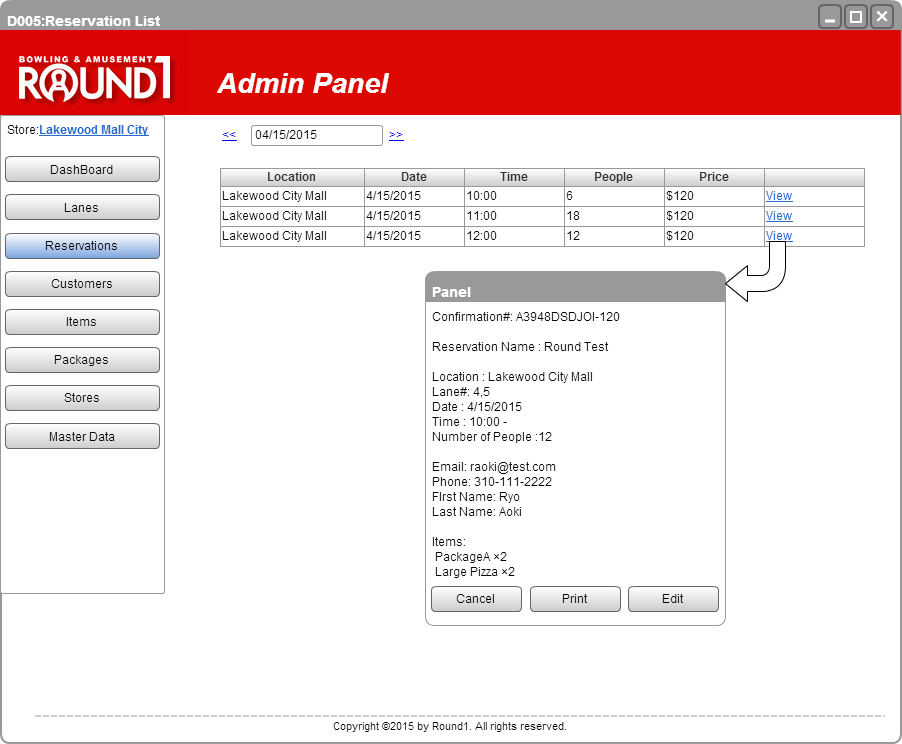 D005:Reservation List
BOWLING & AMUSEMENT
ROUND1
Admin Panel
Store:Lakewood Mall City
<< 04/15/2015 >>
DashBoard
Lanes
Reservations
Customers
Items
Packages
Stores
Master Data
Location Date Time People Price
Lakewood City Mall 4/15/2015 10:00 6 $120 View
Lakewood City Mall 4/15/2015 11:00 18 $120 View
Lakewood City Mall 4/15/2015 12:00 12 $120 View
Panel
Confirmation#: A3948DSDJOI-120
Reservation Name : Round Test
Location : Lakewood City Mall
Lane#: 4,5
Date : 4/15/2015
Time : 10:00 -
Number of People :12
Email: raoki@test.com
Phone: 310-111-2222
FIrst Name: Ryo
Last Name: Aoki
Items:
PackageA ×2
Large Pizza ×2
Cancel Print Edit
Copyright ©2015 by Round1. All rights reserved.